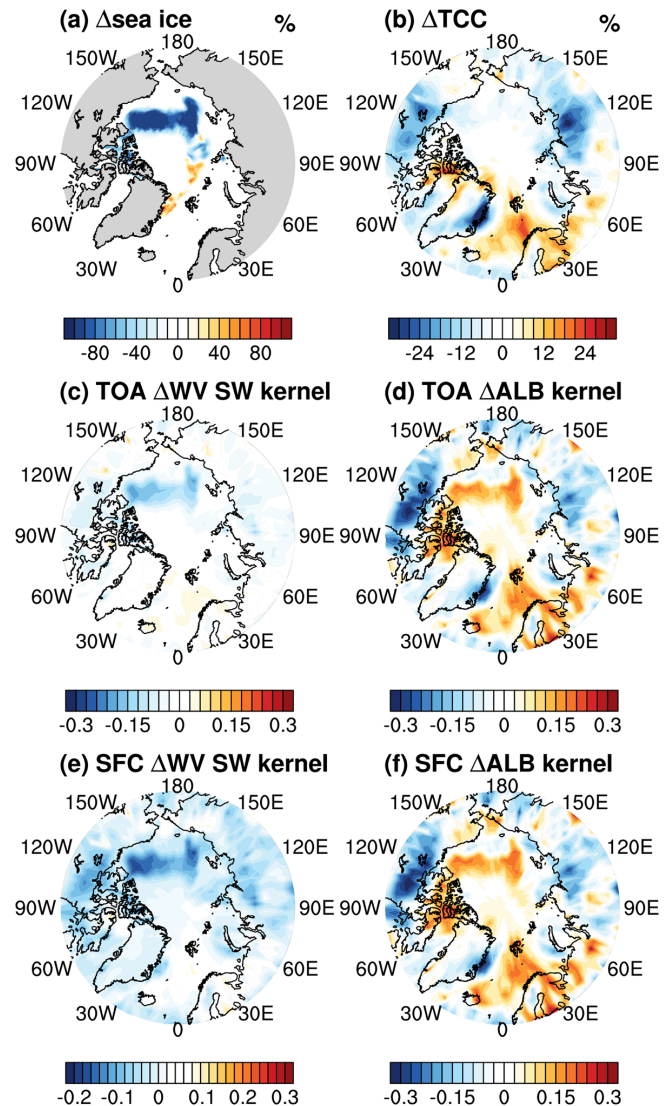 (a) Δsea ice %
(b) ΔTCC %
180
150W 150E
120W 120E
90W 90E
60W 60E
30W 30E
0
-80 -40 0 40 80
180
150W 150E
120W 120E
90W 90E
60W 60E
30W 30E
0
-24 -12 0 12 24
(c) TOA ΔWV SW kernel
(d) TOA ΔALB kernel
180
150W 150E
120W 120E
90W 90E
60W 60E
30W 30E
0
-0.3 -0.15 0 0.15 0.3
180
150W 150E
120W 120E
90W 90E
60W 60E
30W 30E
0
-0.3 -0.15 0 0.15 0.3
(e) SFC ΔWV SW kernel
(f) SFC ΔALB kernel
180
150W 150E
120W 120E
90W 90E
60W 60E
30W 30E
0
-0.2 -0.1 0 0.1 0.2 0.3
180
150W 150E
120W 120E
90W 90E
60W 60E
30W 30E
0
-0.3 -0.15 0 0.15 0.3